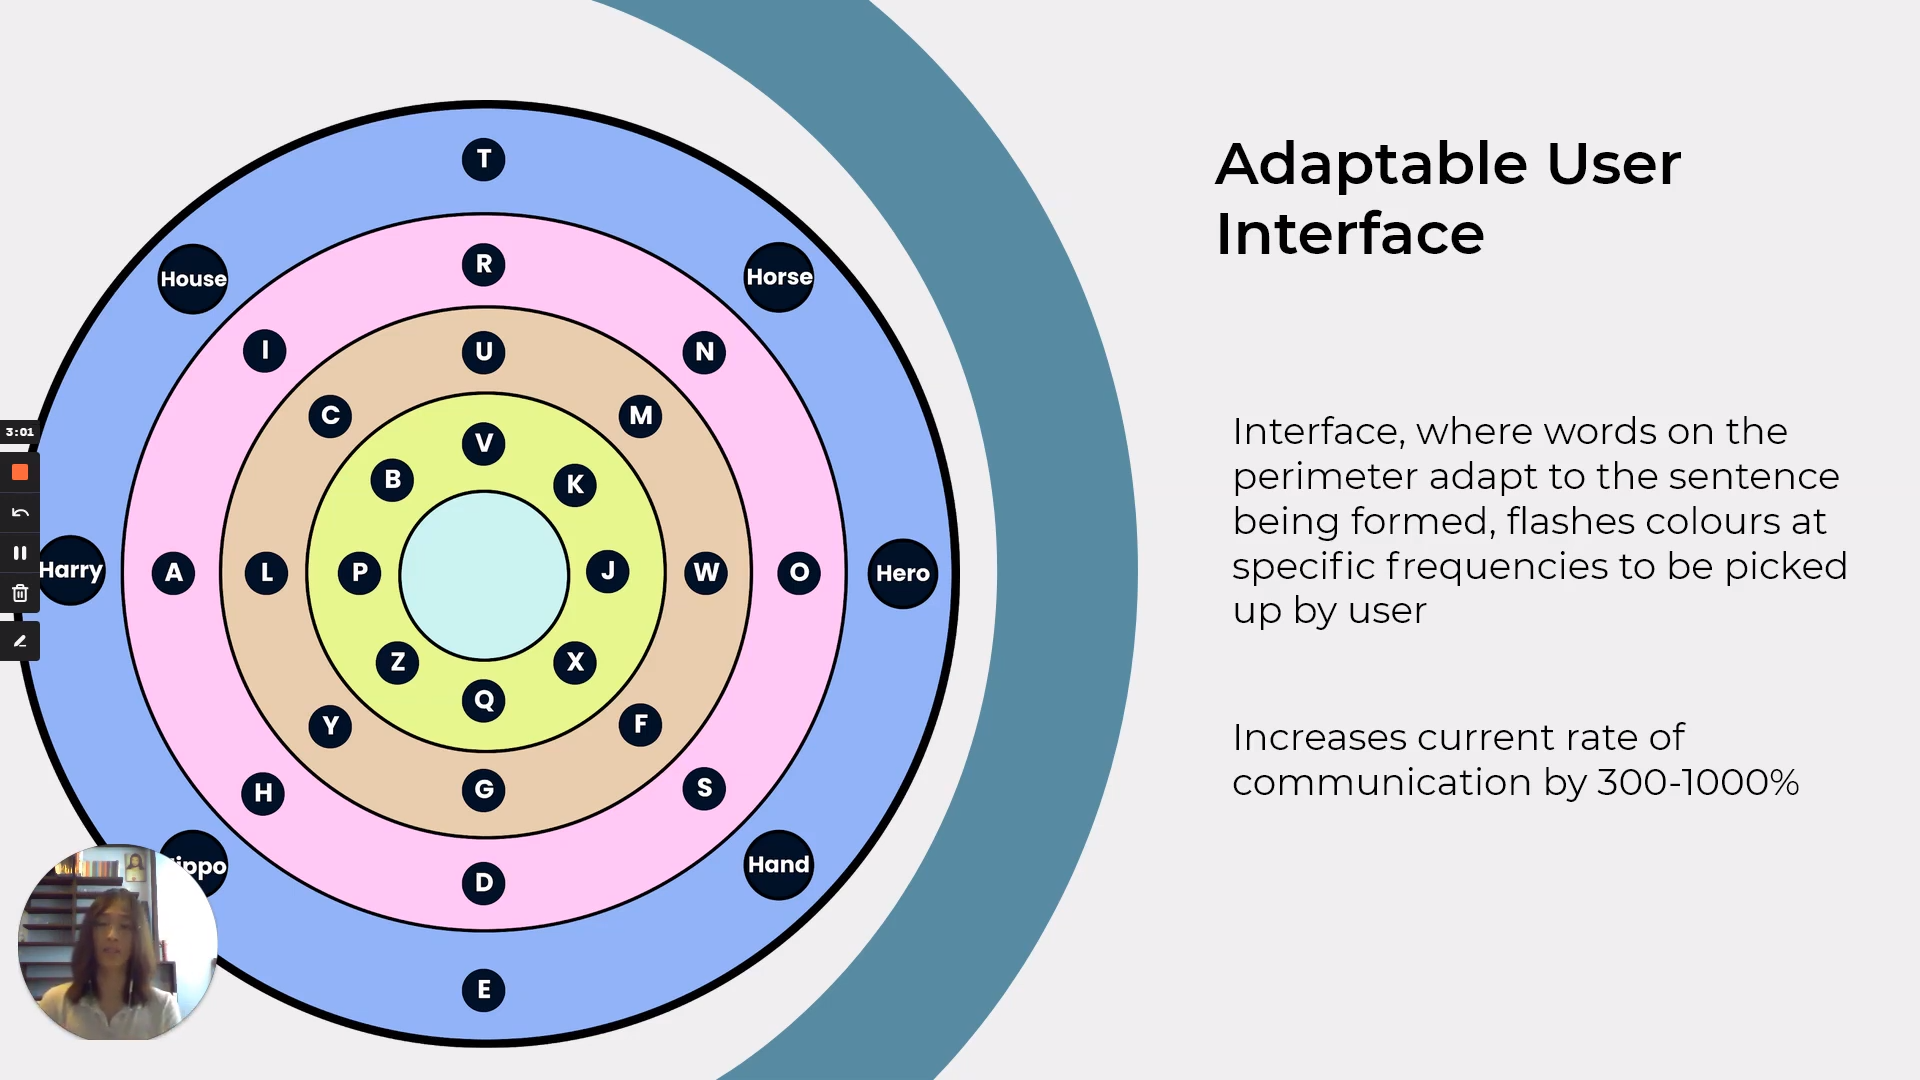 Adaptable User
Interface
Interface, where words on the
perimeter adapt to the sentence
being formed, flashes colours at
specific frequencies to be picked
up by user
Increases current rate of
communication by 300-1000%
T
House
Horse
R
I
N
U
C
M
V
B
K
3:01
Harry
A
L
P
J
W
O
Hero
Z
X
Q
Y
F
G
H
S
ippo
Hand
D
E